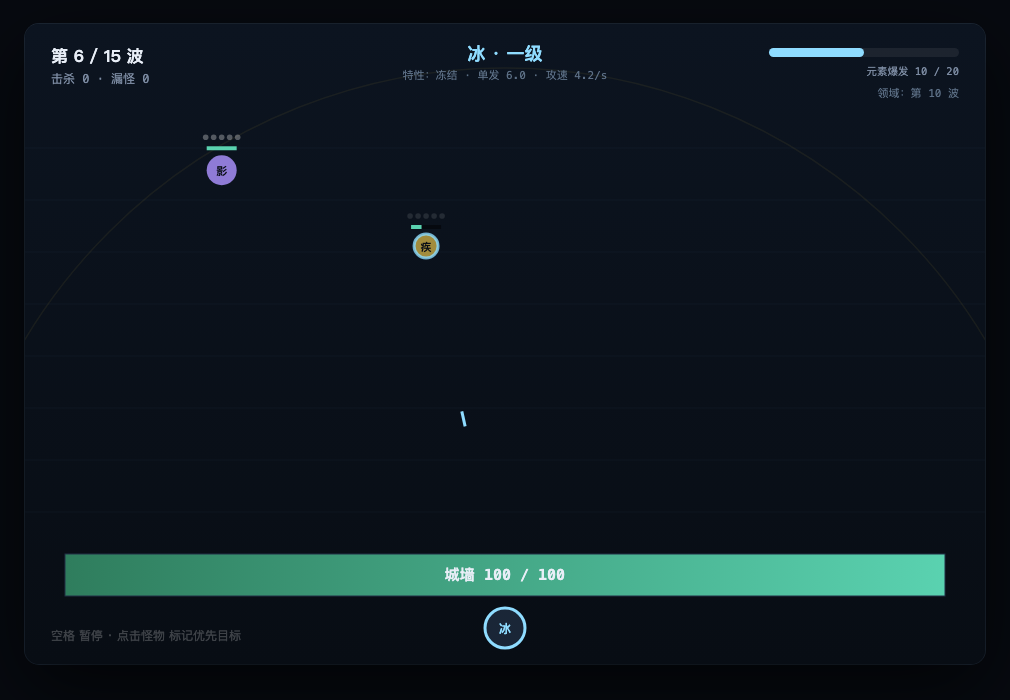 第 6 / 15 波
击杀 0 · 漏怪 0
冰 · 一级
特性: 冻结 · 单发 6.0 · 攻速 4.2/s
元素爆发 10 / 20
领域: 第 10 波
影
疾
城墙 100 / 100
空格 暂停 · 点击怪物 标记优先目标
冰